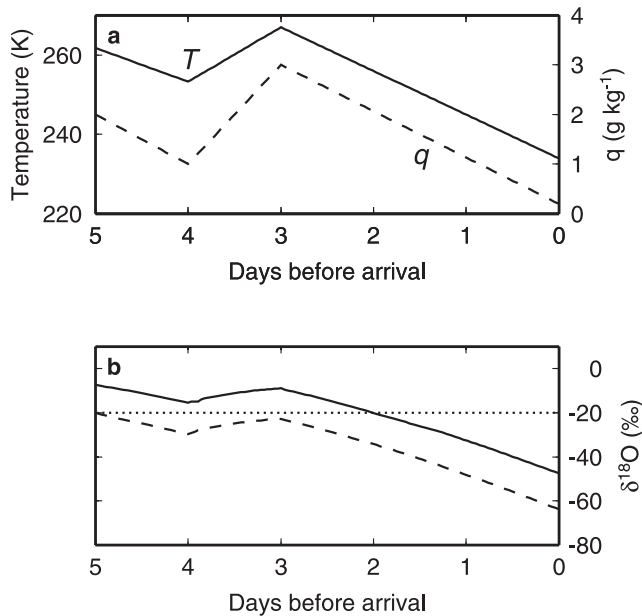 a
T
q
Temperature (K)
260
240
220
q (g kg-1)
4
3
2
1
0
5 4 3 2 1 0
Days before arrival
b
0
-20
-40
-60
-80
δ18O (‰)
5 4 3 2 1 0
Days before arrival